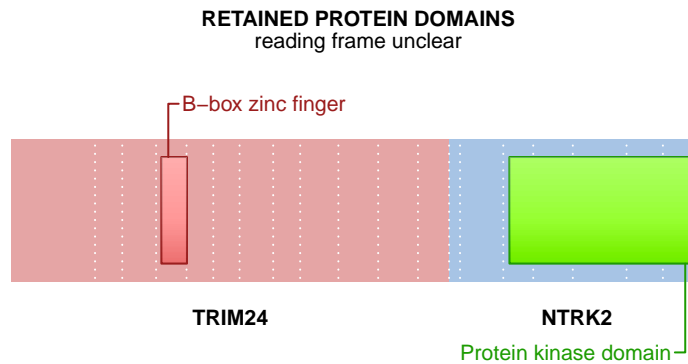 RETAINED PROTEIN DOMAINS
reading frame unclear
B−box zinc finger
TRIM24
NTRK2
Protein kinase domain